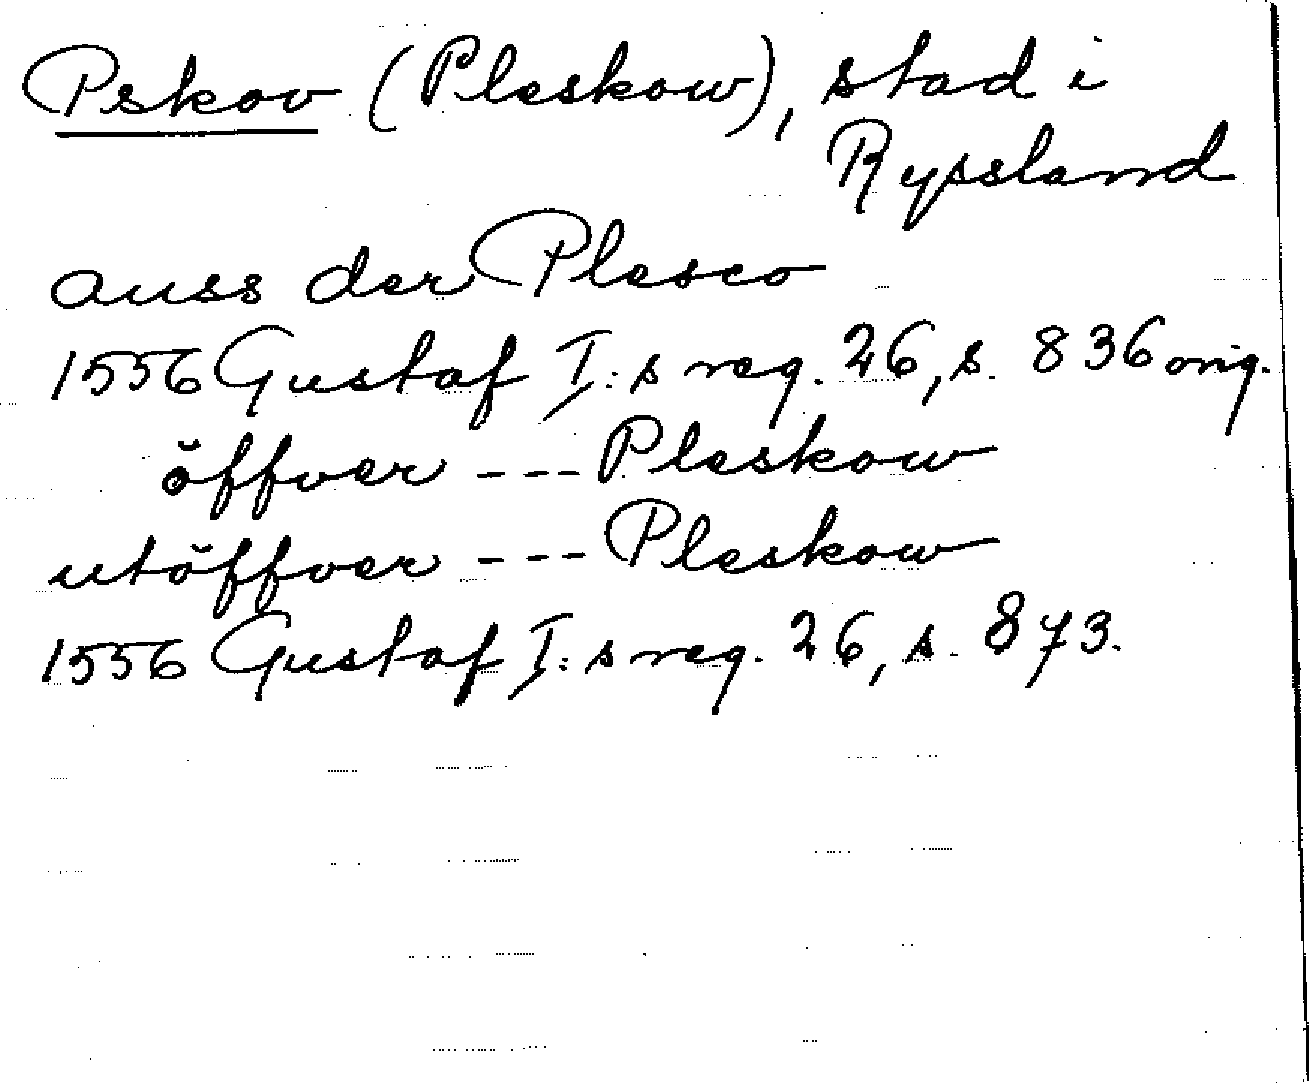 Pskov (Pleskow), stad i
Ryssland
auss der Plesco
1556 Gustaf I:s reg. 26, s. 836 orig.
öffver --- Pleskow
utöffver --- Pleskow
1556 Gustaf I:s reg. 26, s. 873.